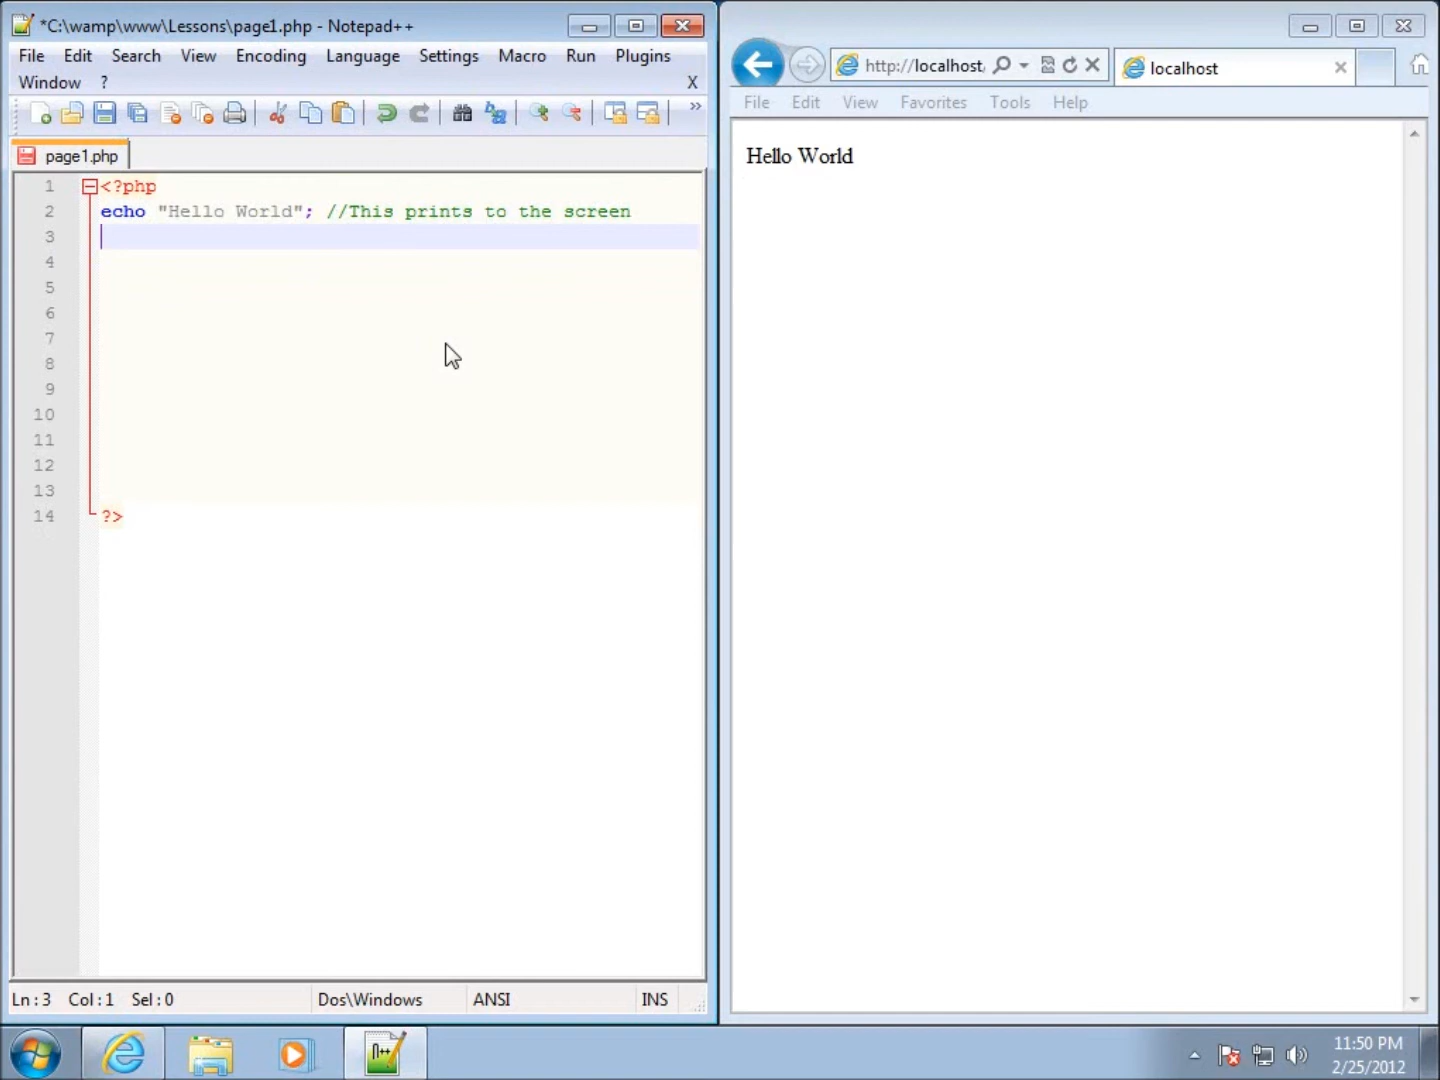 *C:\wamp\www\Lessons\page1.php - Notepad++
File Edit Search View Encoding Language Settings Macro Run Plugins
Window ? X
page1.php
1 <?php
2 echo "Hello World"; //This prints to the screen
3
4
5
6
7
8
9
10
11
12
13
14 ?>
Ln:3 Col:1 Sel:0 Dos\Windows ANSI INS
http://localhost
localhost
File Edit View Favorites Tools Help
Hello World
11:50 PM
2/25/2012